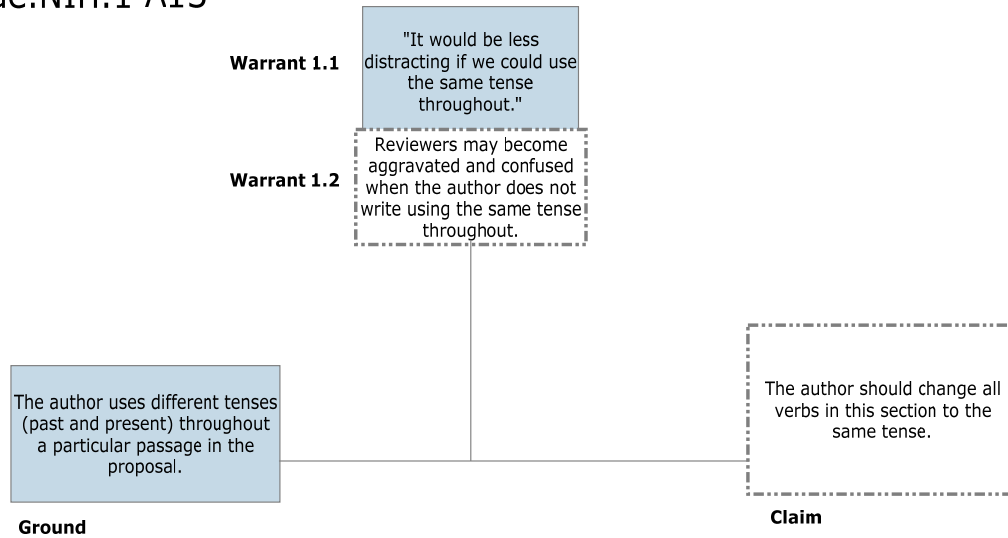 Warrant 1.1
"It would be less
distracting if we could use
the same tense
throughout."
Warrant 1.2
Reviewers may become
aggravated and confused
when the author does not
write using the same tense
throughout.
The author uses different tenses
(past and present) throughout
a particular passage in the
proposal.
Ground
The author should change all
verbs in this section to the
same tense.
Claim